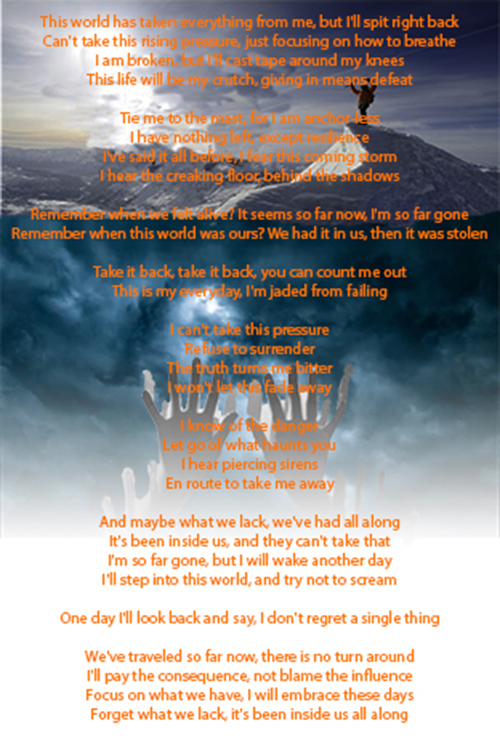 This world has taken everything from me, but I'll spit right back
Can't take this rising pressure, just focusing on how to breathe
I am broken, but I'll cast tape around my knees
This life will be my crutch, giving in means defeat
Tie me to the mast, for I am anchor-less
I have nothing left, except resilience
I've said it all before, I fear this coming storm
I hear the creaking floor, behind the shadows
Remember when we felt alive? It seems so far now, I'm so far gone
Remember when this world was ours? We had it in us, then it was stolen
Take it back, take it back, you can count me out
This is my everyday, I'm jaded from failing
I can't take this pressure
Refuse to surrender
The truth turns me bitter
I won't let this fade away
I know of the danger
Let go of what haunts you
I hear piercing sirens
En route to take me away
And maybe what we lack, we've had all along
It's been inside us, and they can't take that
I'm so far gone, but I will wake another day
I'll step into this world, and try not to scream
One day I'll look back and say, I don't regret a single thing
We've traveled so far now, there is no turn around
I'll pay the consequence, not blame the influence
Focus on what we have, I will embrace these days
Forget what we lack, it's been inside us all along